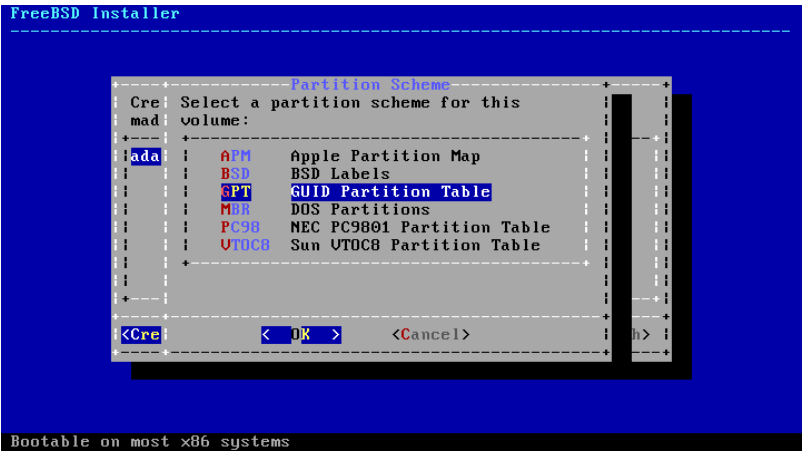 FreeBSD Installer
Partition Scheme
Cre Select a partition scheme for this
mad volume:
ada APM Apple Partition Map
BSD BSD Labels
GPT GUID Partition Table
MBR DOS Partitions
PC98 NEC PC9801 Partition Table
VTOC8 Sun VTOC8 Partition Table
<Cre < OK > <Cancel> h>
Bootable on most x86 systems